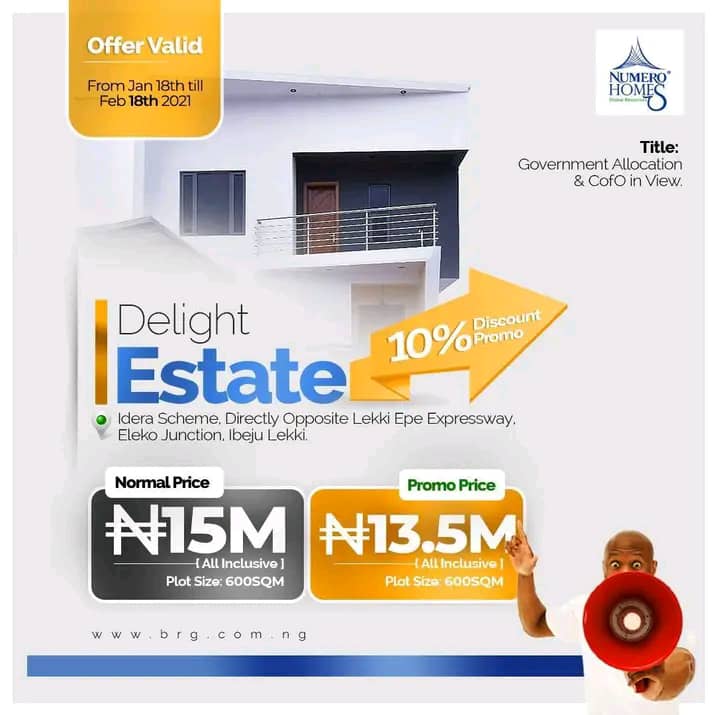 Offer Valid
From Jan 18th till
Feb 18th 2021
NUMERO®
HOMES
Title:
Government Allocation
& CofO in View.
Delight
Estate
10% Discount
Promo
Idera Scheme, Directly Opposite Lekki Epe Expressway,
Eleko Junction, Ibeju Lekki.
Normal Price
₦15M
{ All Inclusive ]
Plot Size: 600SQM
Promo Price
₦13.5M
{ All Inclusive ]
Plot Size: 600SQM
www.brg.com.ng